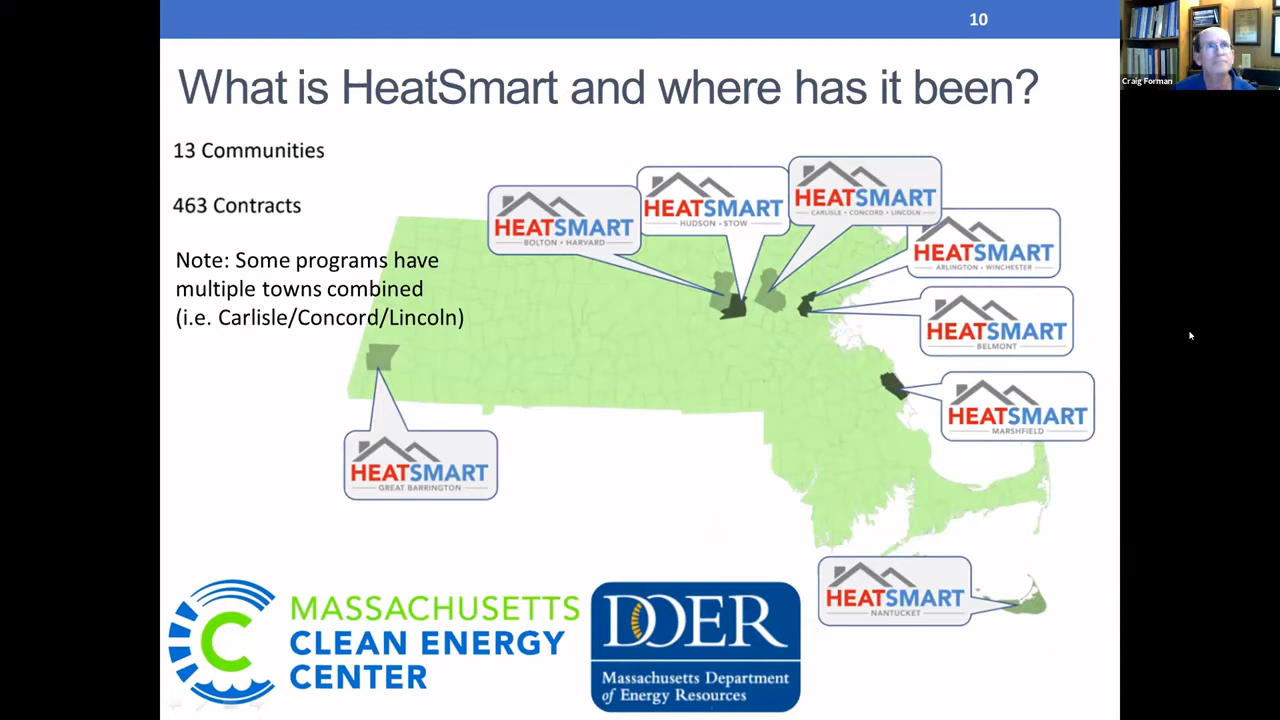 10
Craig Forman
What is HeatSmart and where has it been?
13 Communities
463 Contracts
Note: Some programs have
multiple towns combined
(i.e. Carlisle/Concord/Lincoln)
HEATSMART
BOLTON • HARVARD
HEATSMART
HUDSON • STOW
HEATSMART
CARLISLE • CONCORD • LINCOLN
HEATSMART
ARLINGTON • WINCHESTER
HEATSMART
BELMONT
HEATSMART
MARSHFIELD
HEATSMART
GREAT BARRINGTON
HEATSMART
NANTUCKET
MASSACHUSETTS
CLEAN ENERGY
CENTER
DOER
Massachusetts Department
of Energy Resources